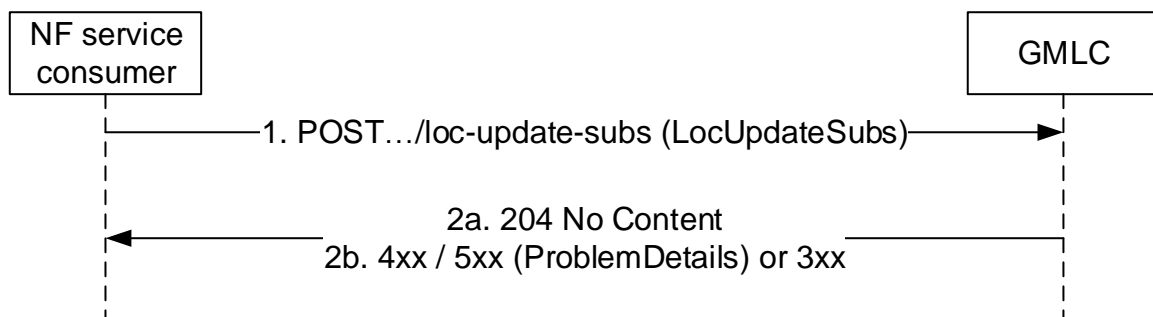 NF service
consumer
GMLC
1. POST…/loc-update-subs (LocUpdateSubs)
2a. 204 No Content
2b. 4xx / 5xx (ProblemDetails) or 3xx